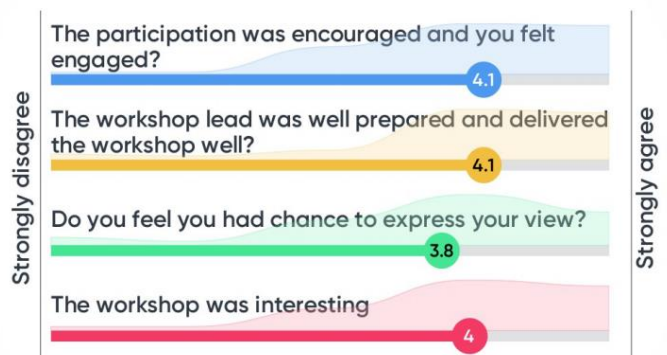 Strongly disagree
The participation was encouraged and you felt
engaged?
4.1
The workshop lead was well prepared and delivered
the workshop well?
4.1
Do you feel you had chance to express your view?
3.8
The workshop was interesting
4
Strongly agree